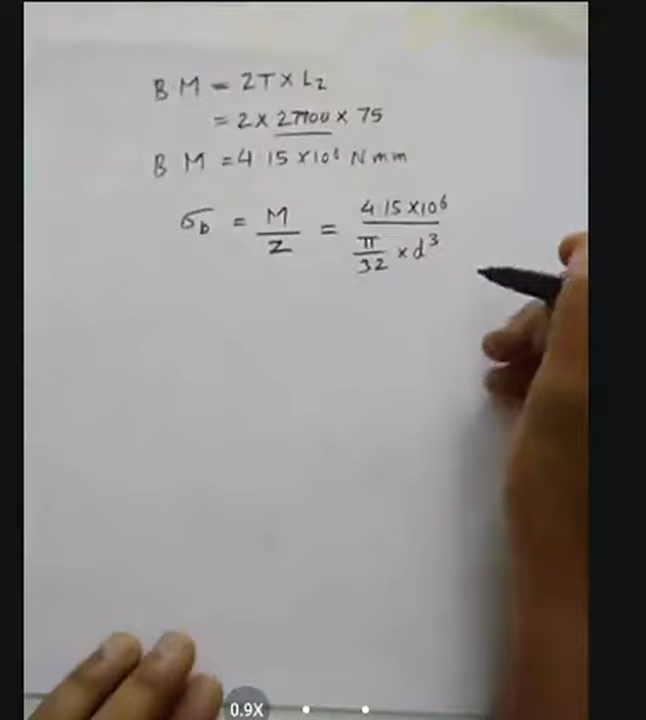 B M = 2T × L₂
= 2 × 27700 × 75
B M = 4.15 × 10⁶ N mm
σb = M/Z = 4.15 × 10⁶ / π/32 × d³
0.9X